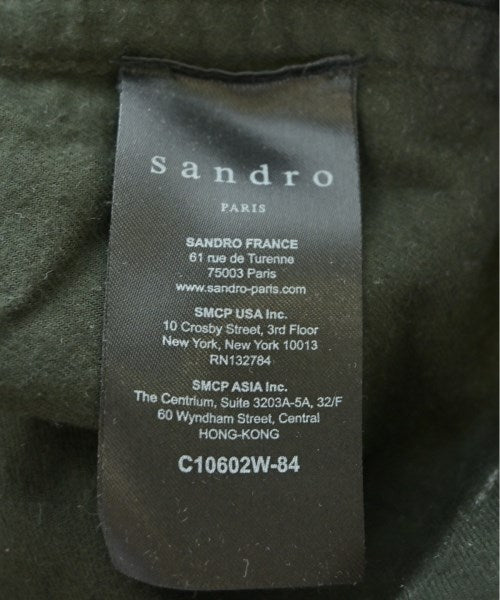 sandro
PARIS
SANDRO FRANCE
61 rue de Turenne
75003 Paris
www.sandro-paris.com
SMCP USA Inc.
10 Crosby Street, 3rd Floor
New York, New York 10013
RN132784
SMCP ASIA Inc.
The Centrium, Suite 3203A-5A, 32/F
60 Wyndham Street, Central
HONG-KONG
C10602W-84